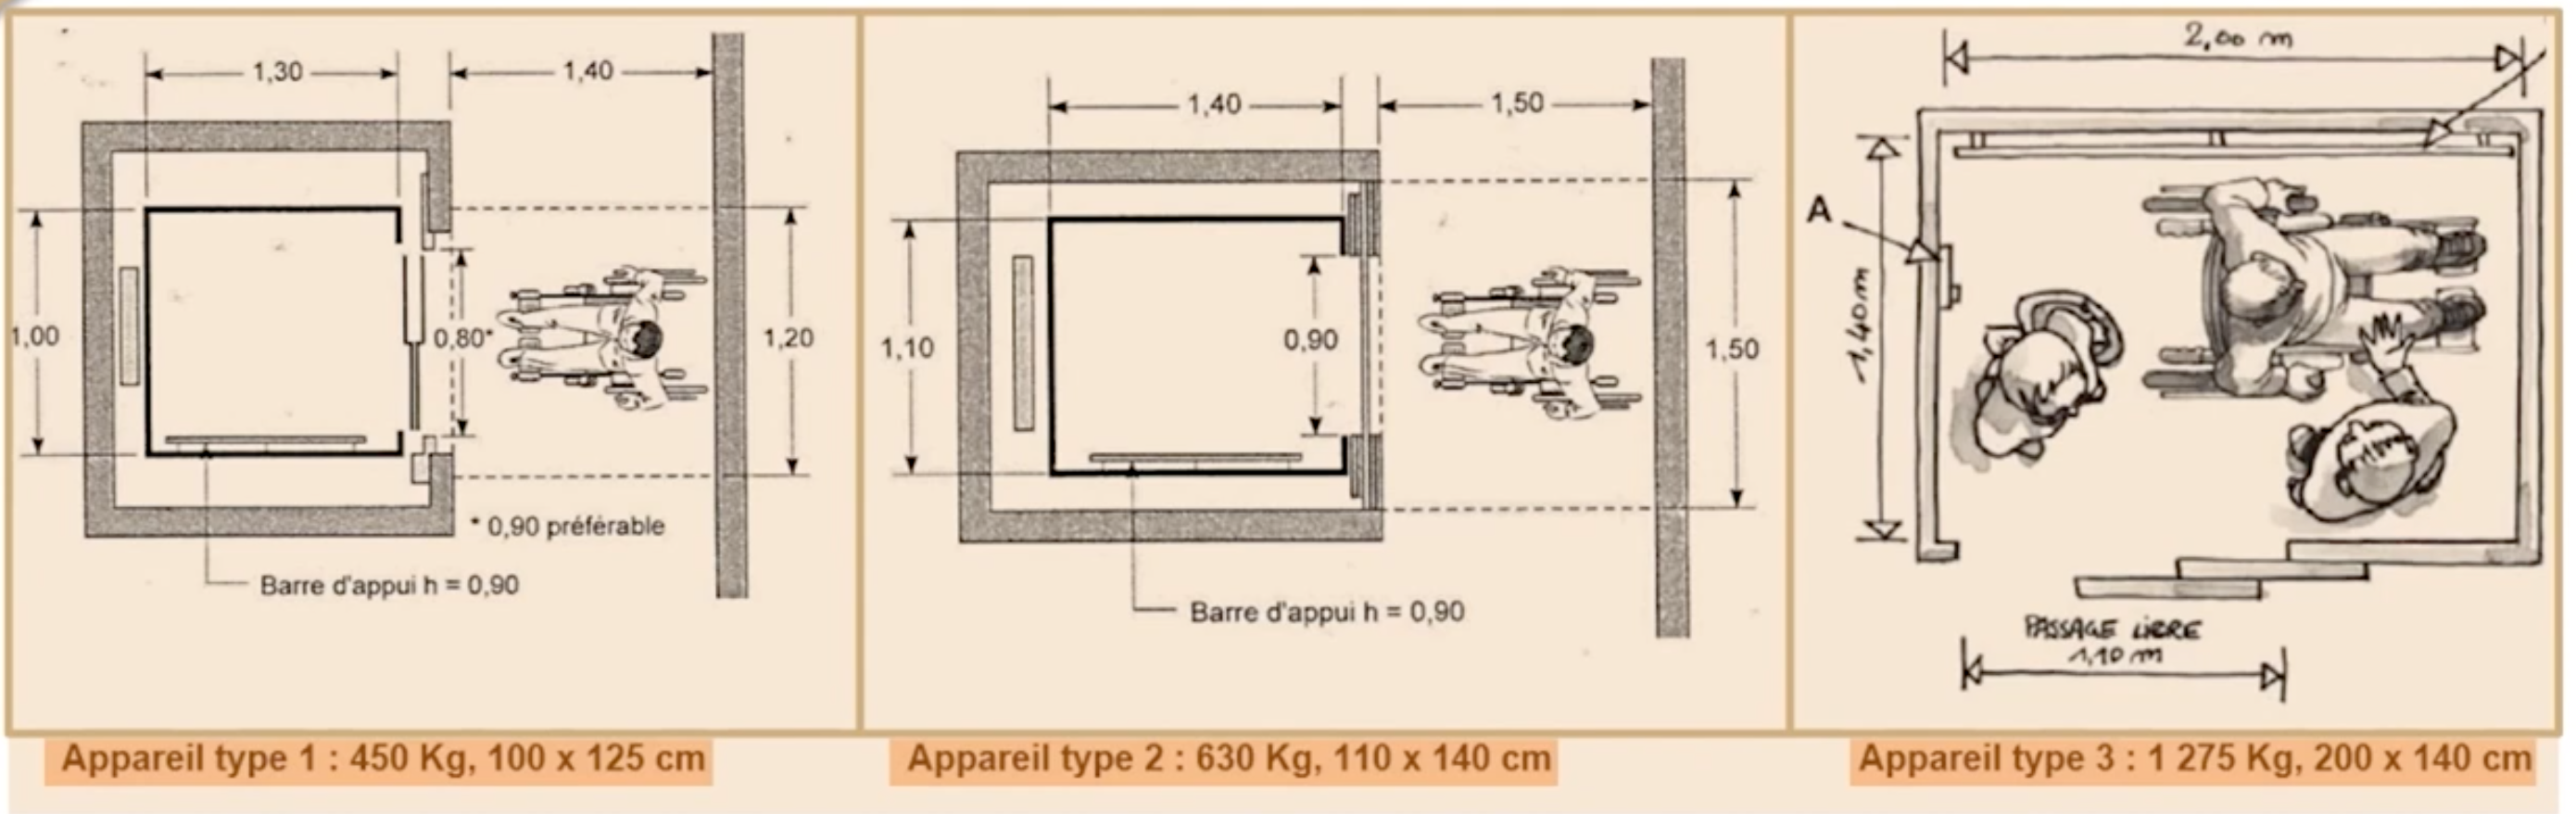 1,30
1,40
1,00
0,80*
1,20
* 0,90 préférable
Barre d'appui h = 0,90
Appareil type 1 : 450 Kg, 100 x 125 cm
1,40
1,50
1,10
0,90
1,50
Barre d'appui h = 0,90
Appareil type 2 : 630 Kg, 110 x 140 cm
2,00 m
A
1,40 m
PASSAGE LIBRE
1,10 m
Appareil type 3 : 1 275 Kg, 200 x 140 cm